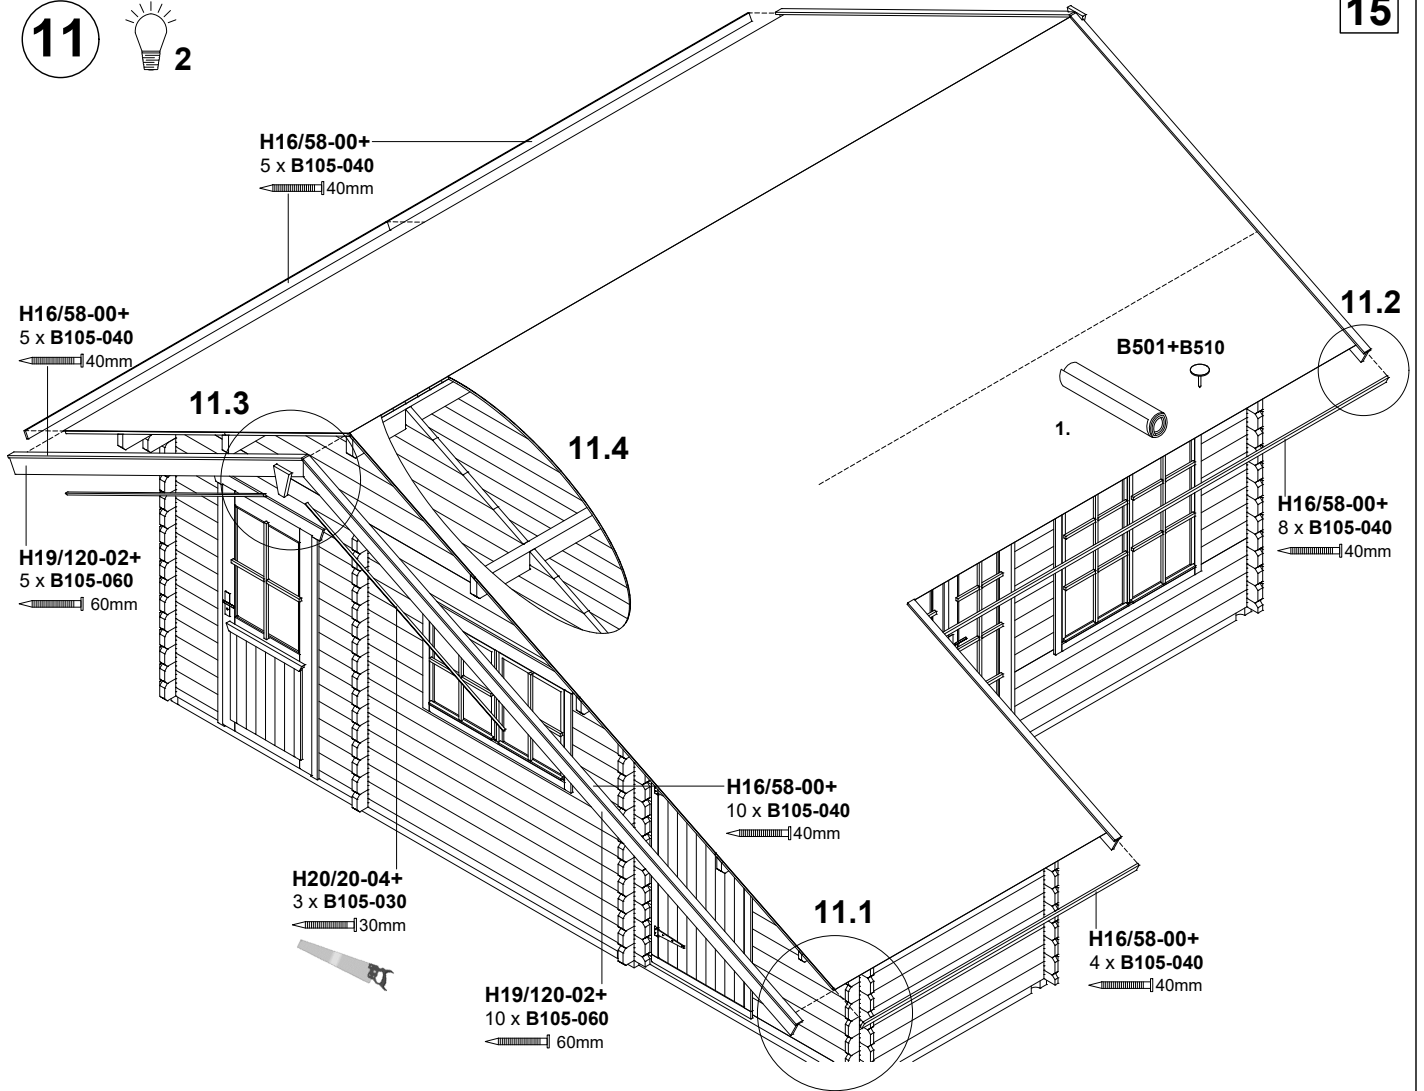 11
2
15
H16/58-00+
5 x B105-040
40mm
H16/58-00+
5 x B105-040
40mm
11.3
11.4
11.2
B501+B510
1.
H16/58-00+
8 x B105-040
40mm
H19/120-02+
5 x B105-060
60mm
H16/58-00+
10 x B105-040
40mm
H20/20-04+
3 x B105-030
30mm
11.1
H16/58-00+
4 x B105-040
40mm
H19/120-02+
10 x B105-060
60mm